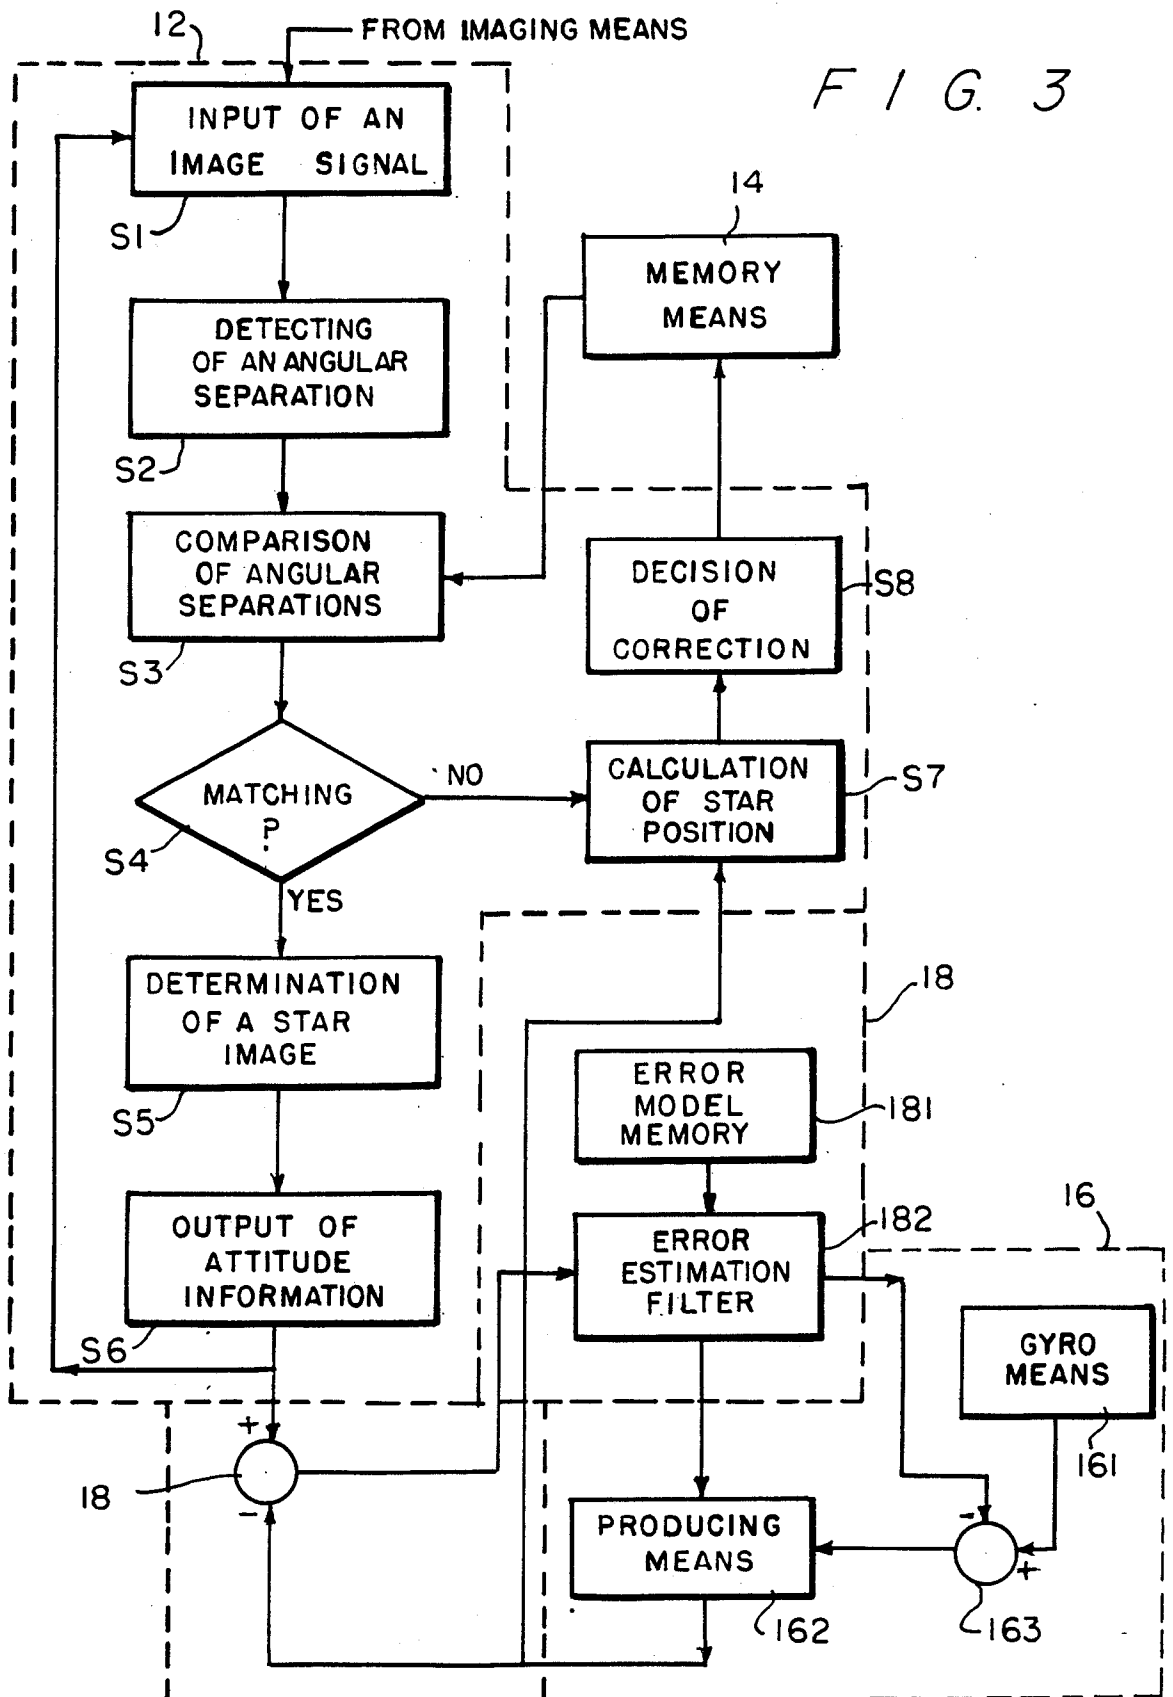 12
FROM IMAGING MEANS
FIG. 3
INPUT OF AN
IMAGE SIGNAL
S1
14
MEMORY
MEANS
DETECTING
OF AN ANGULAR
SEPARATION
S2
COMPARISON
OF ANGULAR
SEPARATIONS
S3
DECISION
OF
CORRECTION
S8
MATCHING
?
S4
NO
YES
CALCULATION
OF STAR
POSITION
S7
DETERMINATION
OF A STAR
IMAGE
S5
18
ERROR
MODEL
MEMORY
181
OUTPUT OF
ATTITUDE
INFORMATION
S6
ERROR
ESTIMATION
FILTER
182
16
GYRO
MEANS
161
+
-
18
PRODUCING
MEANS
162
-
+
163